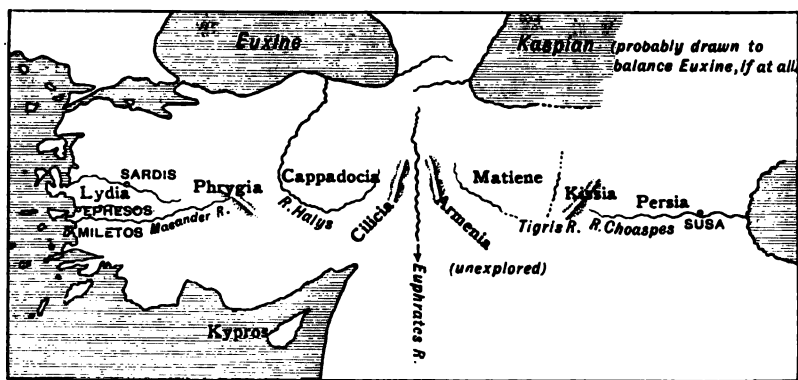 Euxine
Kaspian (probably drawn to
balance Euxine, If at all.
SARDIS
Lydia
Phrygia
Cappadocia
Matiene
Kissia
Persia
EPHESOS
MILETOS
Maeander R.
R. Halys
Cilicia
Armenia
Tigris R.
R. Choaspes
SUSA
(unexplored)
Euphrates R.
Kypros